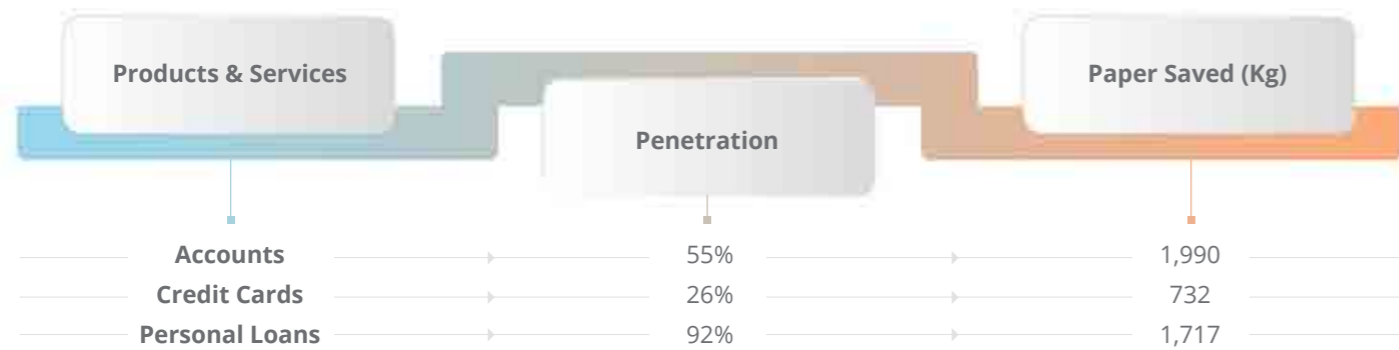 Products & Services
Penetration
Paper Saved (Kg)
Accounts 55% 1,990
Credit Cards 26% 732
Personal Loans 92% 1,717